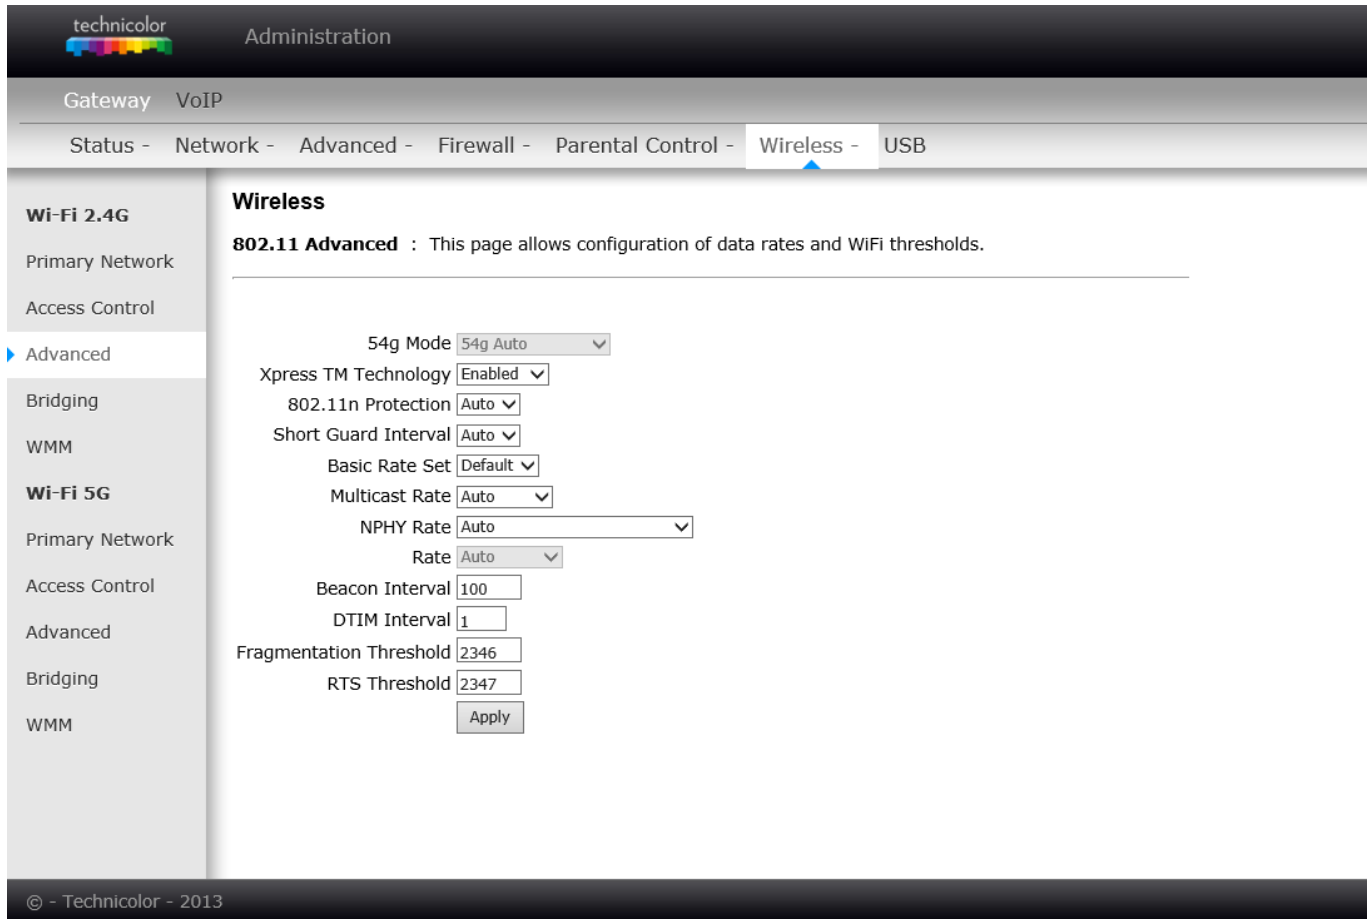 technicolor
Administration
Gateway VoIP
Status - Network - Advanced - Firewall - Parental Control - Wireless - USB
Wi-Fi 2.4G
Primary Network
Access Control
Advanced
Bridging
WMM
Wi-Fi 5G
Primary Network
Access Control
Advanced
Bridging
WMM
Wireless
802.11 Advanced : This page allows configuration of data rates and WiFi thresholds.
54g Mode 54g Auto
Xpress TM Technology Enabled
802.11n Protection Auto
Short Guard Interval Auto
Basic Rate Set Default
Multicast Rate Auto
NPHY Rate Auto
Rate Auto
Beacon Interval 100
DTIM Interval 1
Fragmentation Threshold 2346
RTS Threshold 2347
Apply
© - Technicolor - 2013